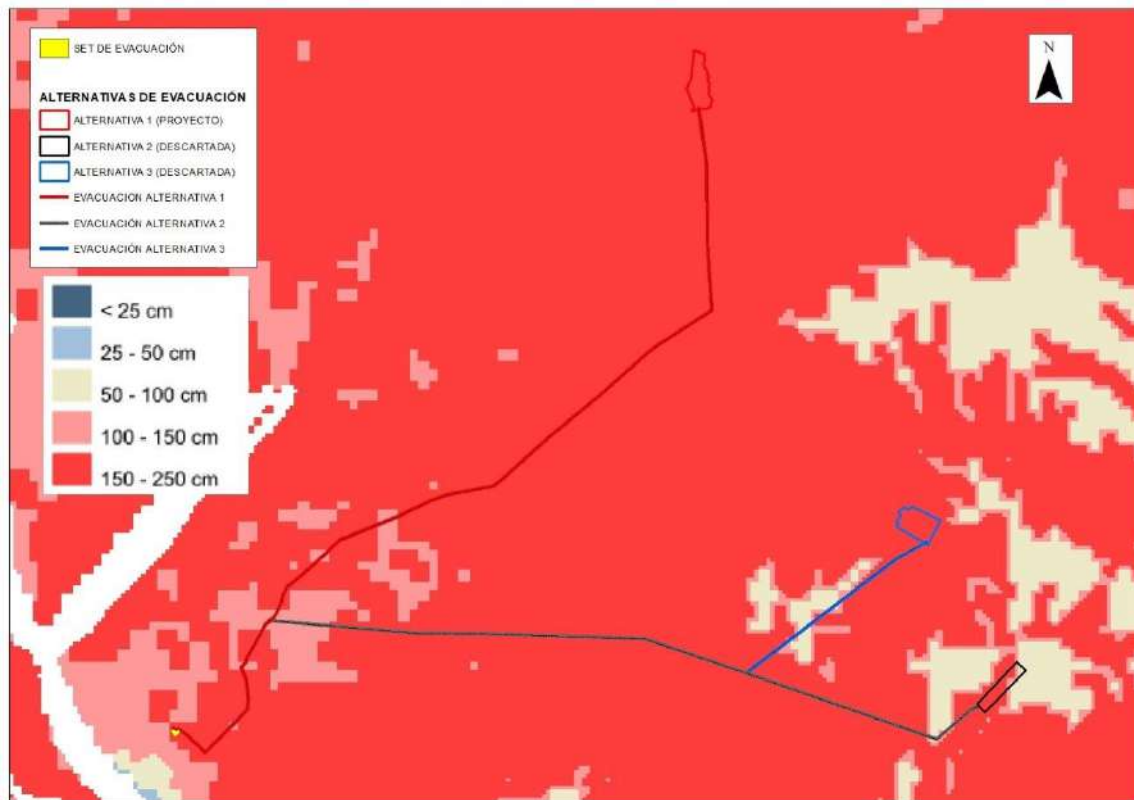 SET DE EVACUACIÓN
ALTERNATIVAS DE EVACUACIÓN
ALTERNATIVA 1 (PROYECTO)
ALTERNATIVA 2 (DESCARTADA)
ALTERNATIVA 3 (DESCARTADA)
EVACUACION ALTERNATIVA 1
EVACUACIÓN ALTERNATIVA 2
EVACUACIÓN ALTERNATIVA 3
N
< 25 cm
25 - 50 cm
50 - 100 cm
100 - 150 cm
150 - 250 cm